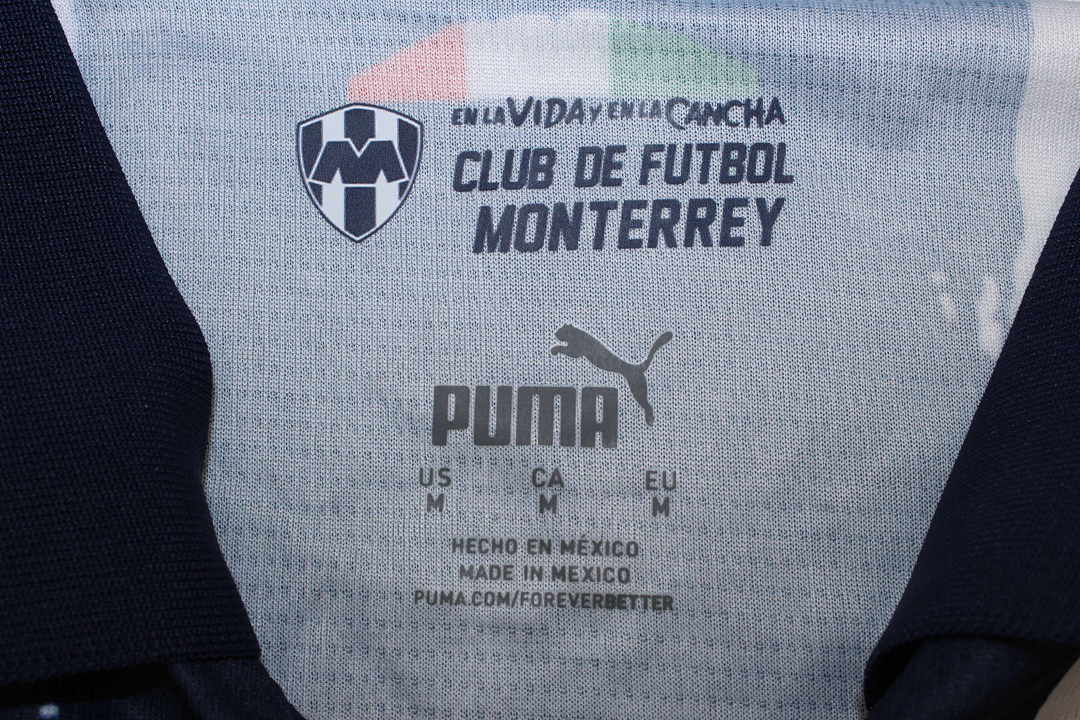 EN LA VIDA Y EN LA CANCHA
CLUB DE FUTBOL
MONTERREY
M
PUMA
US CA EU
M M M
HECHO EN MÉXICO
MADE IN MEXICO
PUMA.COM/FOREVERBETTER